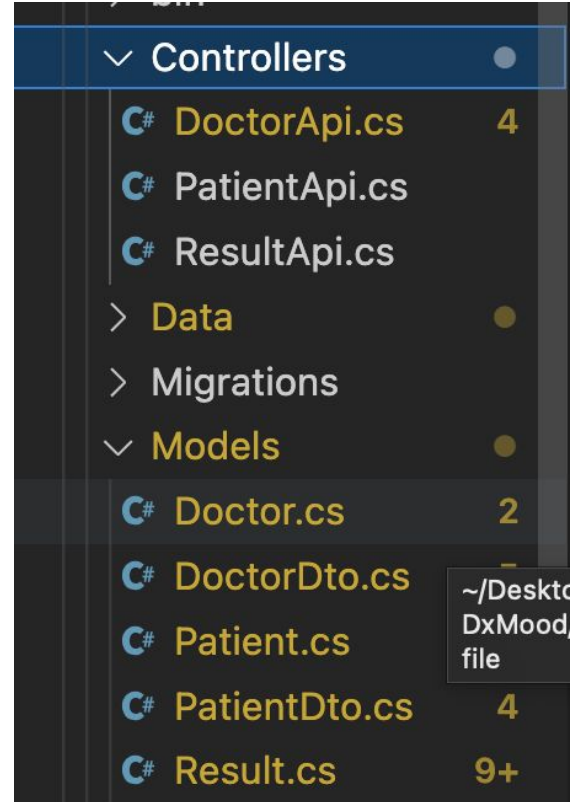 Controllers
C# DoctorApi.cs 4
C# PatientApi.cs
C# ResultApi.cs
Data
Migrations
Models
C# Doctor.cs 2
C# DoctorDto.cs
~/Deskto
C# Patient.cs DxMood/
file
C# PatientDto.cs 4
C# Result.cs 9+